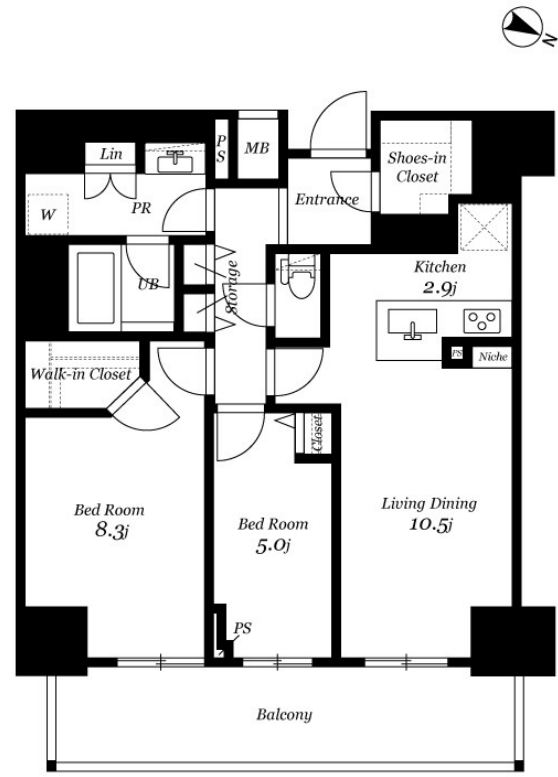 N
Lin
P
S
MB
Shoes-in
Closet
W
PR
Entrance
UB
Storage
Kitchen
2.9j
PS
Niche
Walk-in Closet
Closet
Bed Room
8.3j
Bed Room
5.0j
Living Dining
10.5j
PS
Balcony